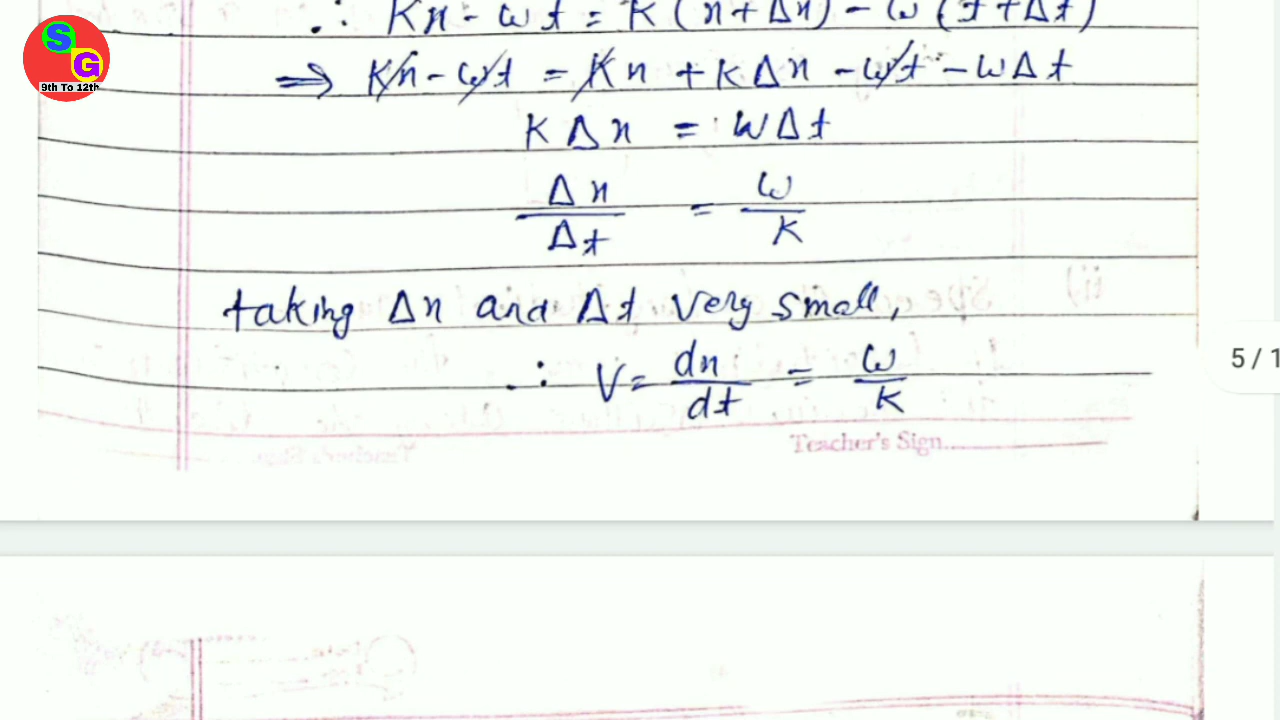 SG
9th To 12th
∴ Kx - ωt = K (x + Δx) - ω (t + Δt)
⇒ Kx - ωt = Kx + KΔx - ωt - ωΔt
KΔx = ωΔt
Δx/Δt = ω/K
taking Δx and Δt very small,
5 / 1
∴ V = dx/dt = ω/K
Teacher's Sign